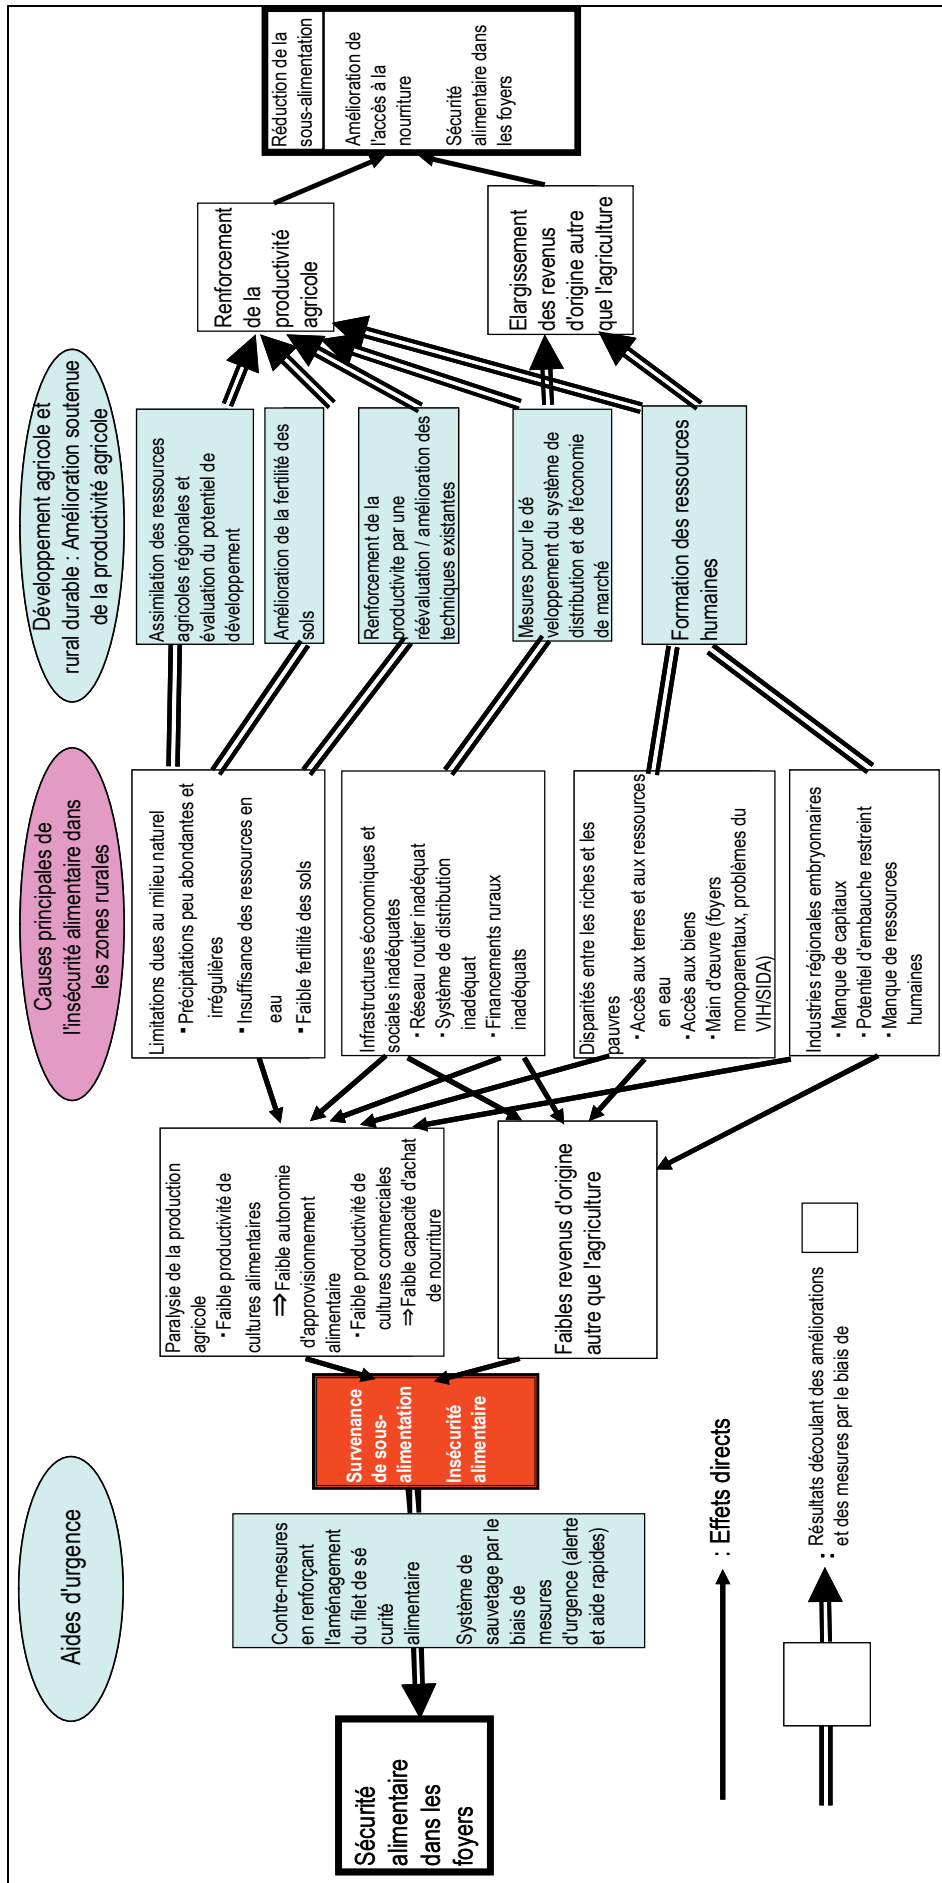 Aides d'urgence
Causes principales de
l'insécurité alimentaire dans
les zones rurales
Développement agricole et
rural durable : Amélioration soutenue
de la productivité agricole
Sécurité
alimentaire
dans les
foyers
Contre-mesures
en renforçant
l'aménagement
du filet de sé
curité
alimentaire
Système de
sauvetage par le
biais de
mesures
d'urgence (alerte
et aide rapides)
Survenance
de sous-
alimentation
Insécurité
alimentaire
Paralysie de la production
agricole
・Faible productivité de
cultures alimentaires
⇒ Faible autonomie
d'approvisionnement
alimentaire
・Faible productivité de
cultures commerciales
⇒Faible capacité d'achat
de nourriture
Faibles revenus d'origine
autre que l'agriculture
Limitations dues au milieu naturel
・Précipitations peu abondantes et
irrégulières
・Insuffisance des ressources en
eau
・Faible fertilité des sols
Infrastructures économiques et
sociales inadéquates
・Réseau routier inadéquat
・Système de distribution
inadéquat
・Financements ruraux
inadéquats
Disparités entre les riches et les
pauvres
・Accès aux terres et aux ressources
en eau
・Accès aux biens
・Main d'œuvre (foyers
monoparentaux, problèmes du
VIH/SIDA)
Industries régionales embryonnaires
・Manque de capitaux
・Potentiel d'embauche restreint
・Manque de ressources
humaines
Assimilation des ressources
agricoles régionales et
évaluation du potentiel de
développement
Amélioration de la fertilité des
sols
Renforcement de la
productivite par une
réévaluation / amélioration des
techniques existantes
Mesures pour le dé
veloppement du système de
distribution et de l'économie
de marché
Formation des ressources
humaines
Renforcement
de la
productivité
agricole
Elargissement
des revenus
d'origine autre
que l'agriculture
Réduction de la
sous-alimentation
Amélioration de
l'accès à la
nourriture
Sécurité
alimentaire dans
les foyers
: Effets directs
: Résultats découlant des améliorations
et des mesures par le biais de